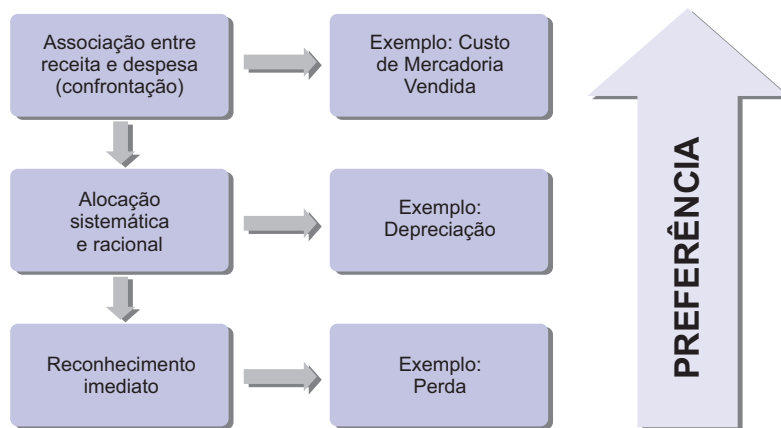 Associação entre
receita e despesa
(confrontação)
Exemplo: Custo
de Mercadoria
Vendida
Alocação
sistemática
e racional
Exemplo:
Depreciação
Reconhecimento
imediato
Exemplo:
Perda
PREFERÊNCIA